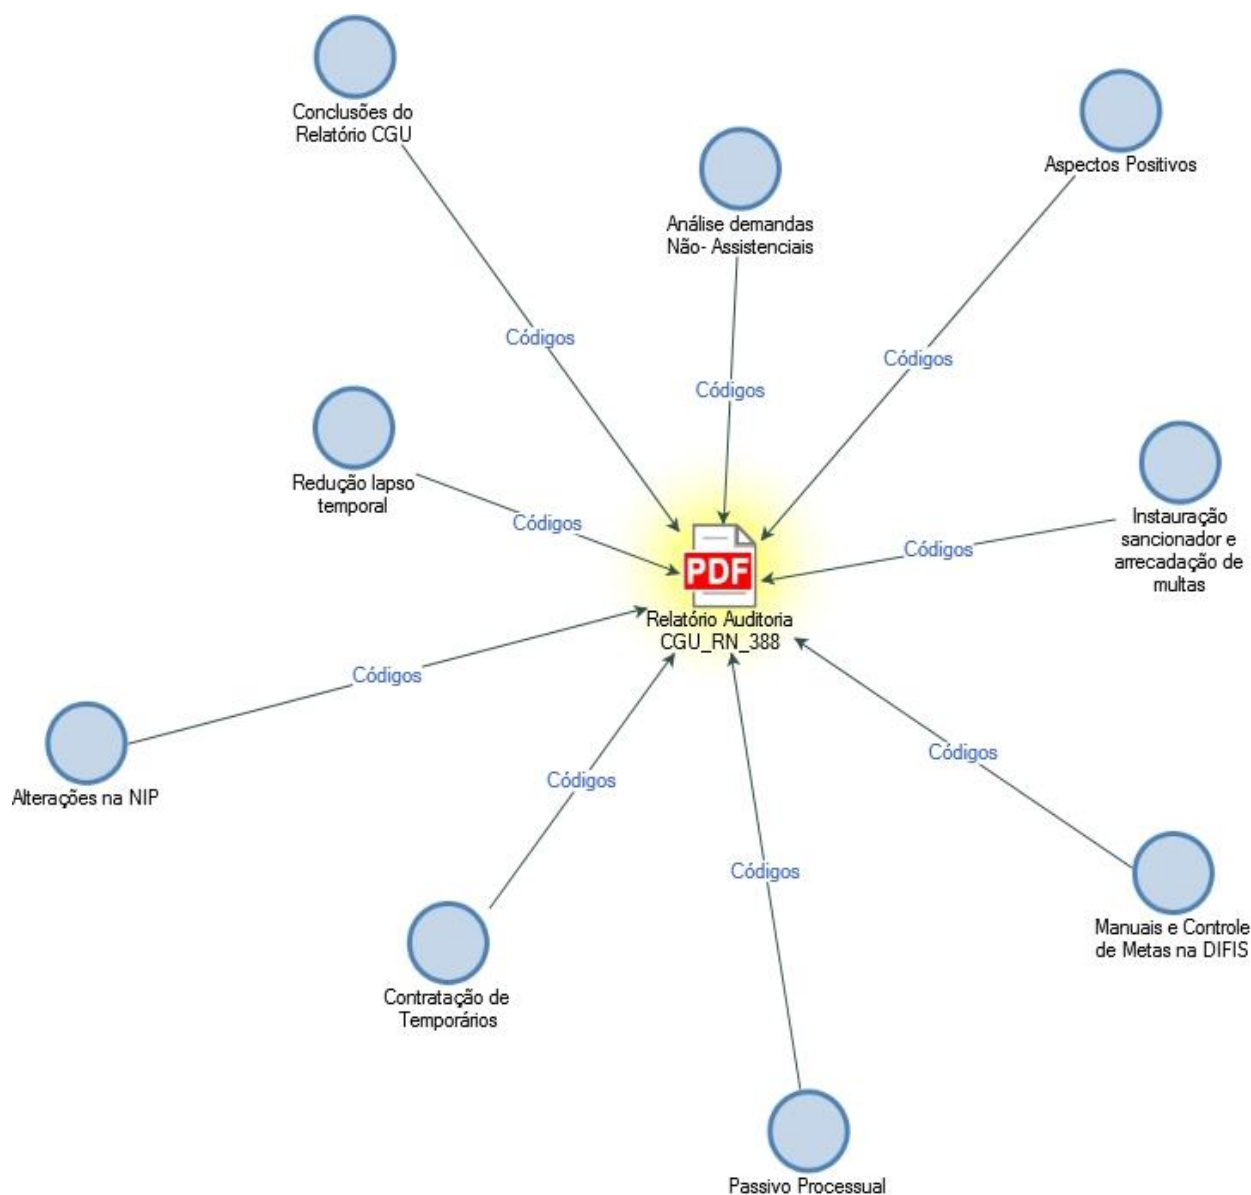 Conclusões do
Relatório CGU
Aspectos Positivos
Análise demandas
Não- Assistenciais
Códigos
Códigos
Códigos
Redução lapso
temporal
Códigos
Instauração
sancionador e
arrecadação de
multas
Códigos
PDF
Relatório Auditoria
CGU_RN_388
Códigos
Alterações na NIP
Códigos
Códigos
Manuais e Controle
de Metas na DIFIS
Códigos
Contratação de
Temporários
Passivo Processual